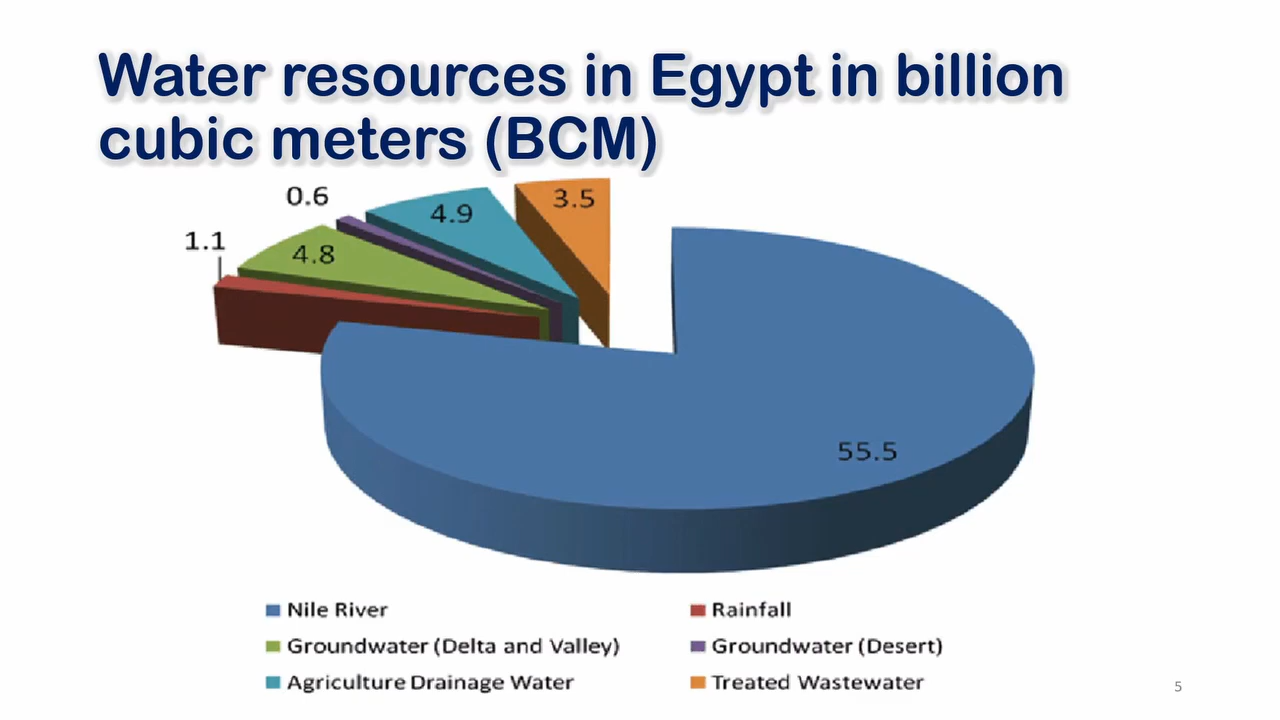 Water resources in Egypt in billion
cubic meters (BCM)
3.5
0.6
4.9
1.1
4.8
55.5
Nile River
Rainfall
Groundwater (Delta and Valley)
Groundwater (Desert)
Agriculture Drainage Water
Treated Wastewater
5